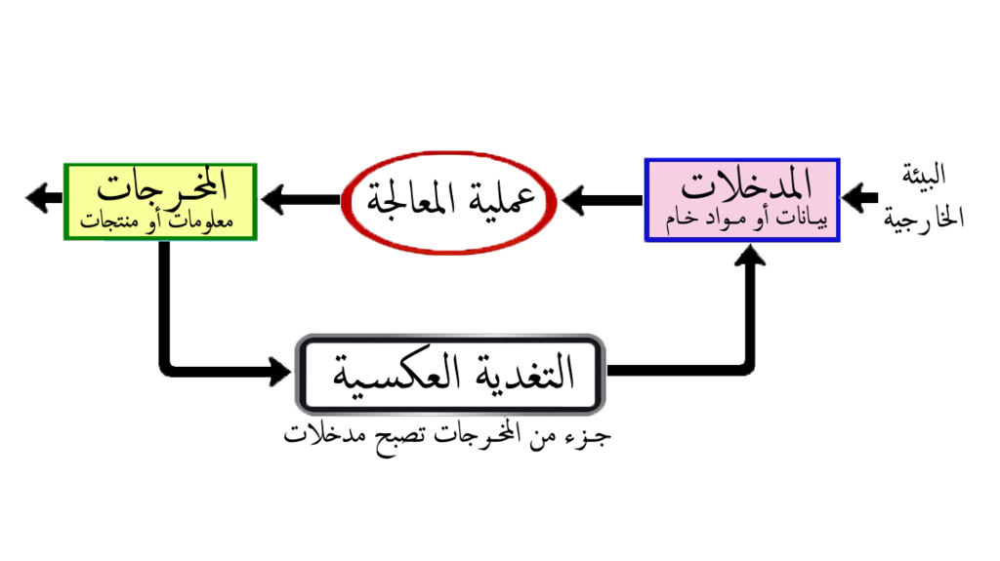 البيئة
الخارجية
المدخلات
بيانات أو مواد خام
عملية المعالجة
المخرجات
معلومات أو منتجات
التغدية العكسية
جزء من المخرجات تصبح مدخلات